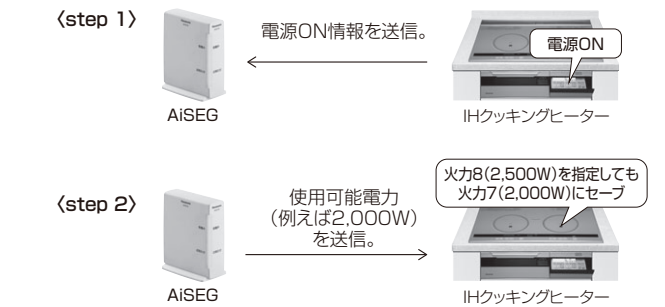 〈step 1〉
電源ON情報を送信。
電源ON
AiSEG
IHクッキングヒーター
〈step 2〉
使用可能電力
(例えば2,000W)
を送信。
火力8(2,500W)を指定しても
火力7(2,000W)にセーブ
AiSEG
IHクッキングヒーター